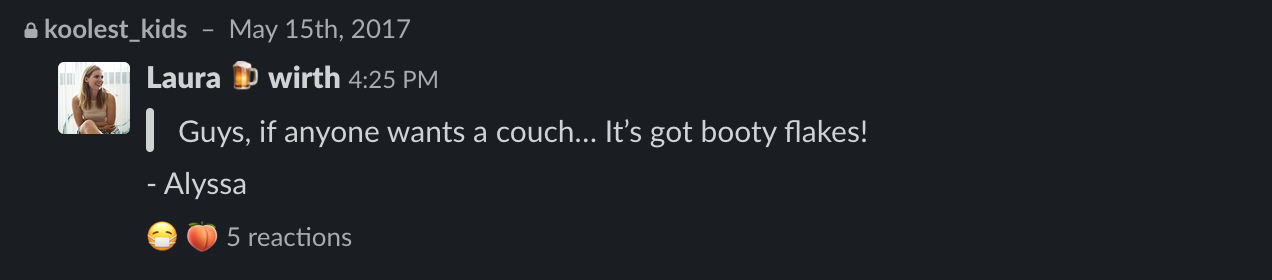 koolest_kids – May 15th, 2017
Laura 🍺 wirth 4:25 PM
Guys, if anyone wants a couch... It's got booty flakes!
- Alyssa
😷 🍑 5 reactions